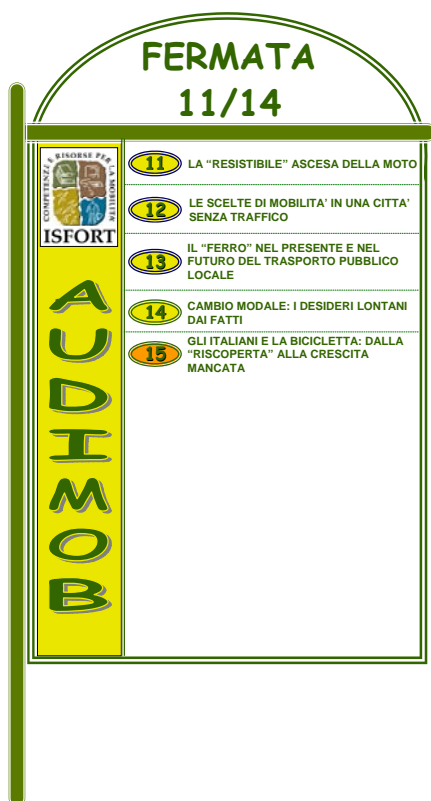 FERMATA
11/14
COMPETENZE E RISORSE PER LA MOBILITA'
ISFORT
AUDIMOB
11 LA “RESISTIBILE” ASCESA DELLA MOTO
12 LE SCELTE DI MOBILITA’ IN UNA CITTA’
SENZA TRAFFICO
13 IL “FERRO” NEL PRESENTE E NEL
FUTURO DEL TRASPORTO PUBBLICO
LOCALE
14 CAMBIO MODALE: I DESIDERI LONTANI
DAI FATTI
15 GLI ITALIANI E LA BICICLETTA: DALLA
“RISCOPERTA” ALLA CRESCITA
MANCATA